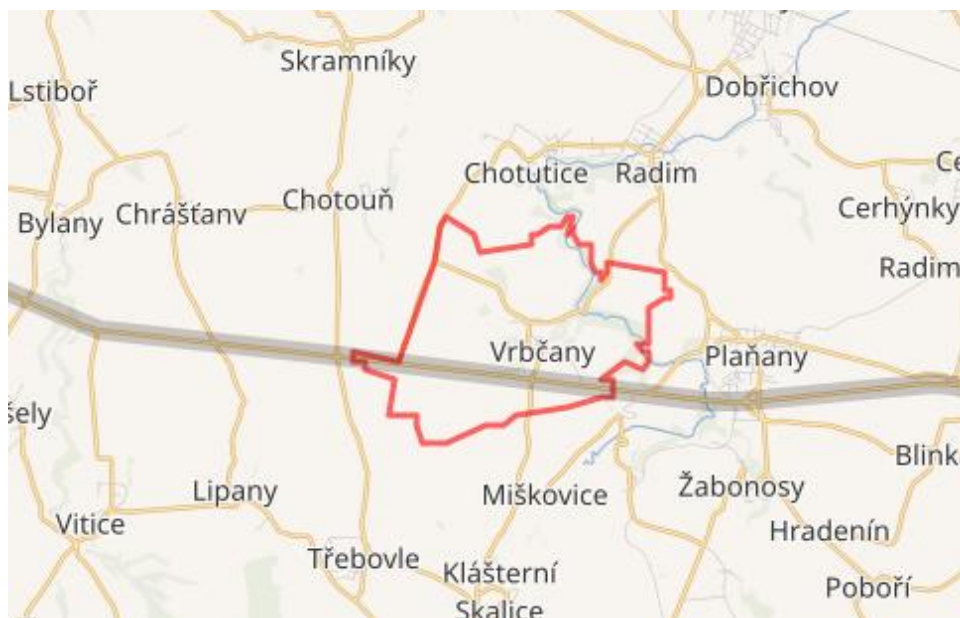 Skramníky
Lstiboř
Dobřichov
Chotutice
Radim
Ce
Chotouň
Chrášťany
Bylany
Cerhýnky
Radim
Vrbčany
Plaňany
šely
Blink
Lipany
Miškovice
Žabonosy
Vitice
Hradenín
Třebovle
Klášterní
Skalice
Poboří